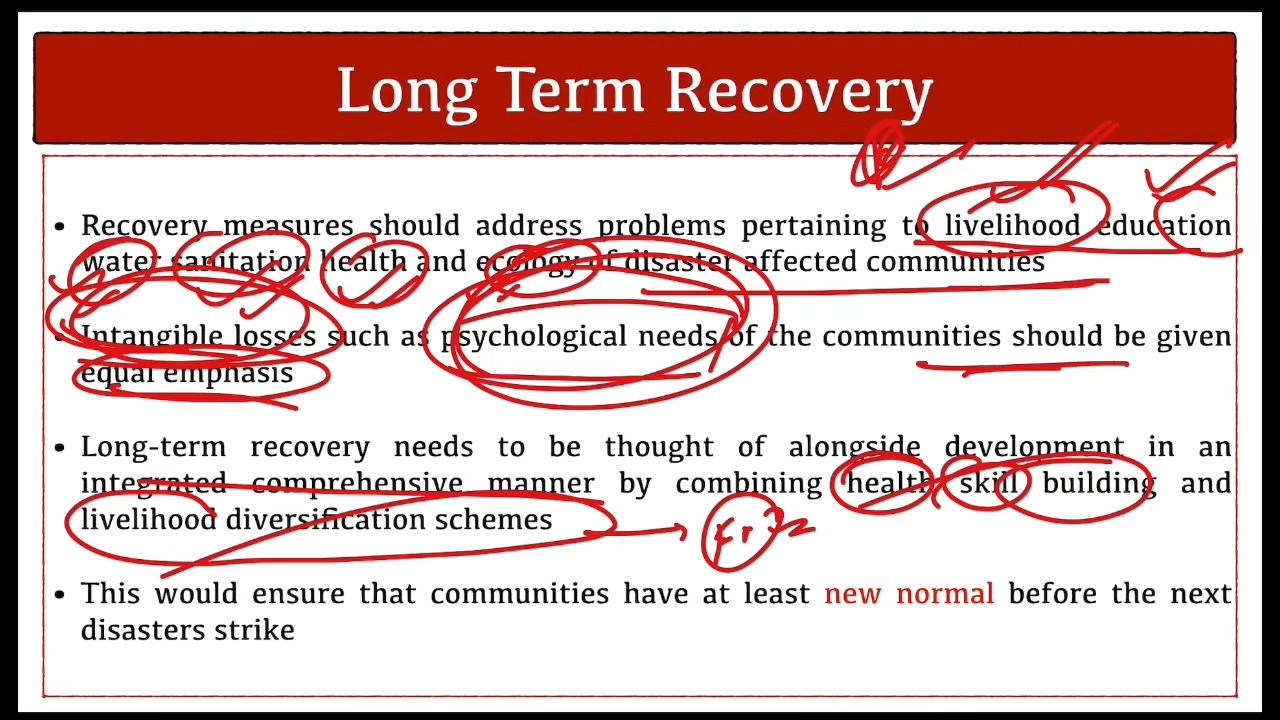 Long Term Recovery
• Recovery measures should address problems pertaining to livelihood education
water sanitation health and ecology of disaster affected communities
• Intangible losses such as psychological needs of the communities should be given
equal emphasis
• Long-term recovery needs to be thought of alongside development in an
integrated comprehensive manner by combining health skill building and
livelihood diversification schemes
• This would ensure that communities have at least new normal before the next
disasters strike